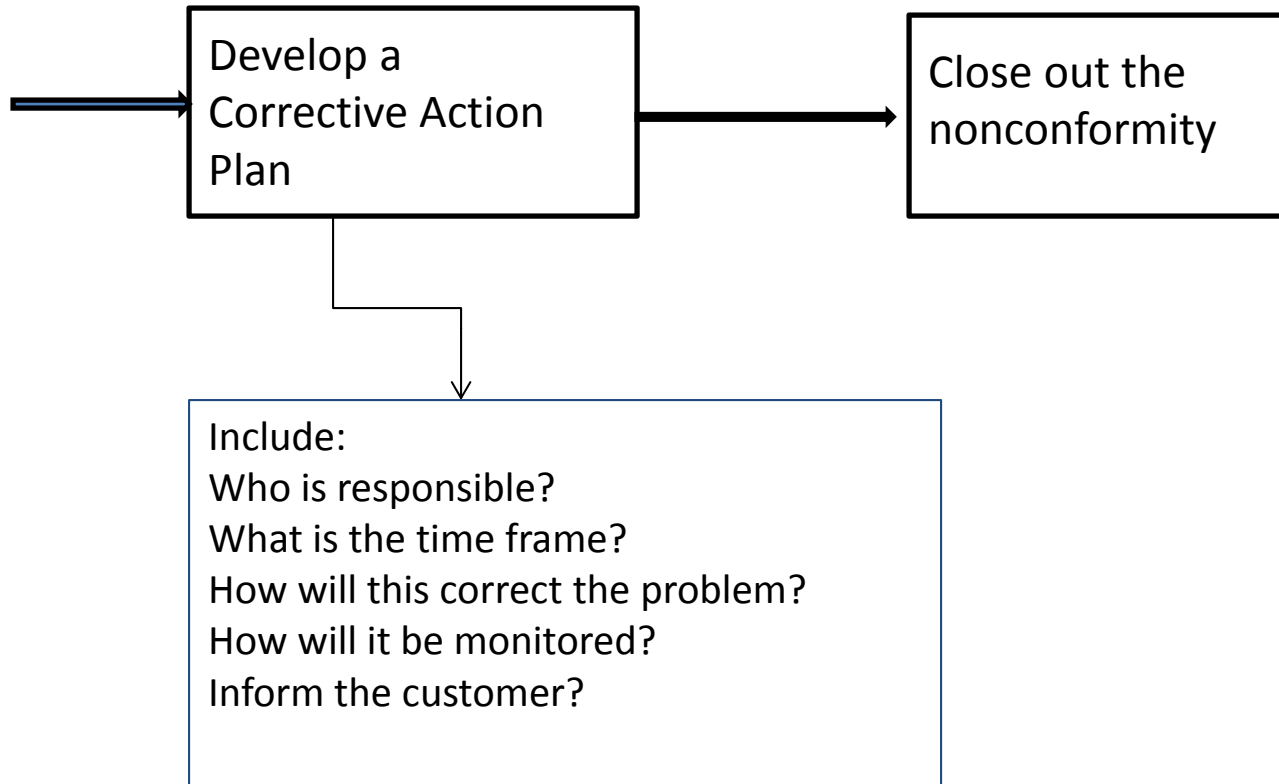 Develop a
Corrective Action
Plan
Close out the
nonconformity
Include:
Who is responsible?
What is the time frame?
How will this correct the problem?
How will it be monitored?
Inform the customer?